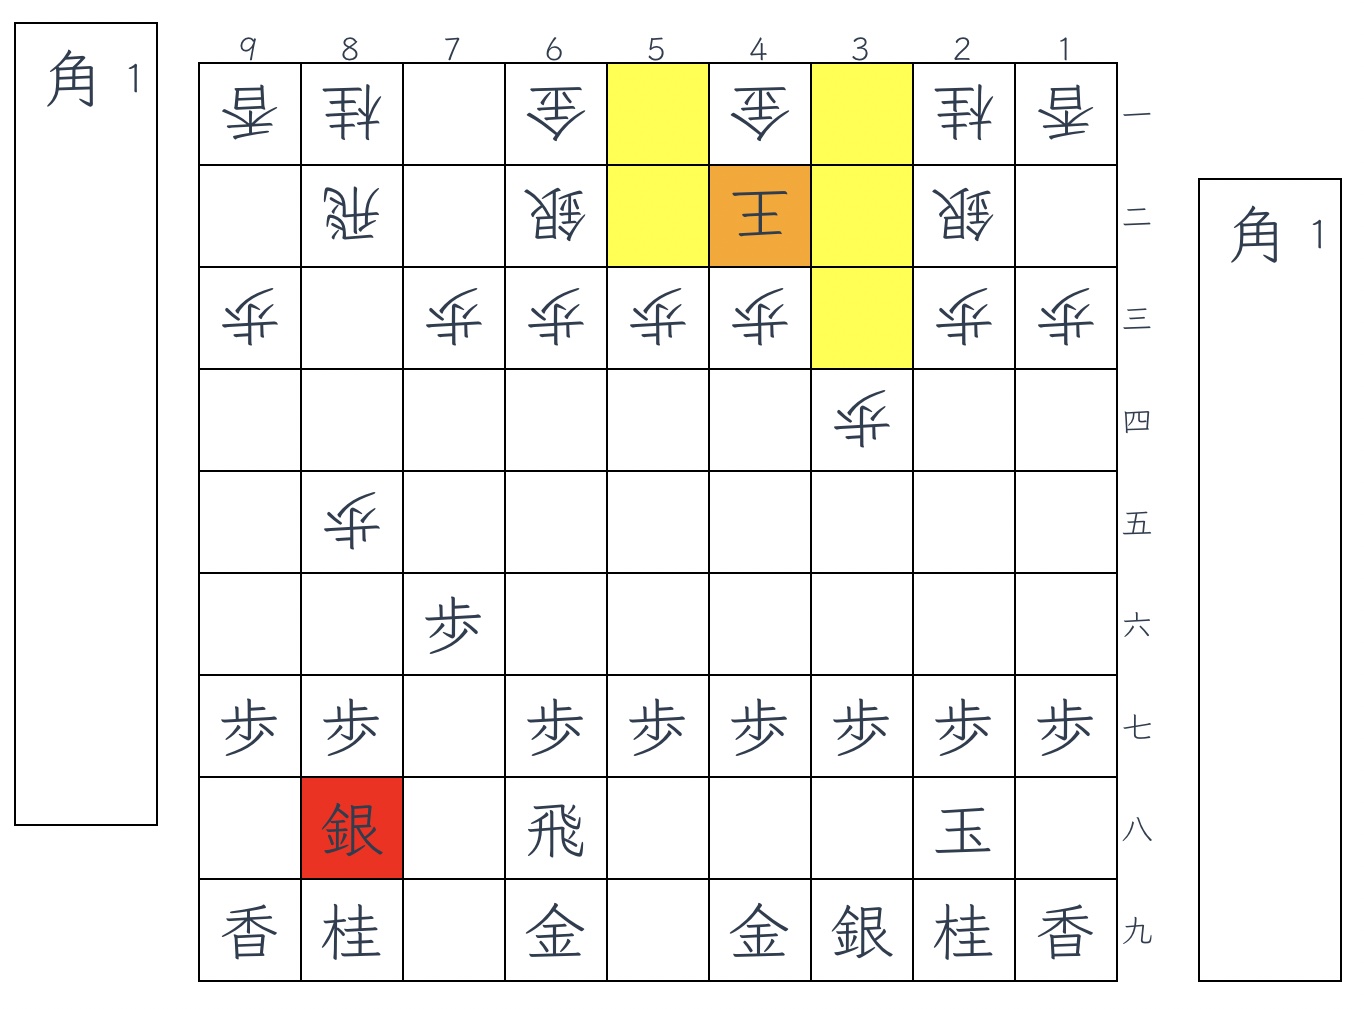 角 1
9 8 7 6 5 4 3 2 1
香 桂 金 金 桂 香 一
飛 銀 王 銀 二
歩 歩 歩 歩 歩 歩 歩 三
歩 四
歩 五
歩 六
歩 歩 歩 歩 歩 歩 歩 歩 七
銀 飛 玉 八
香 桂 金 金 銀 桂 香 九
角 1